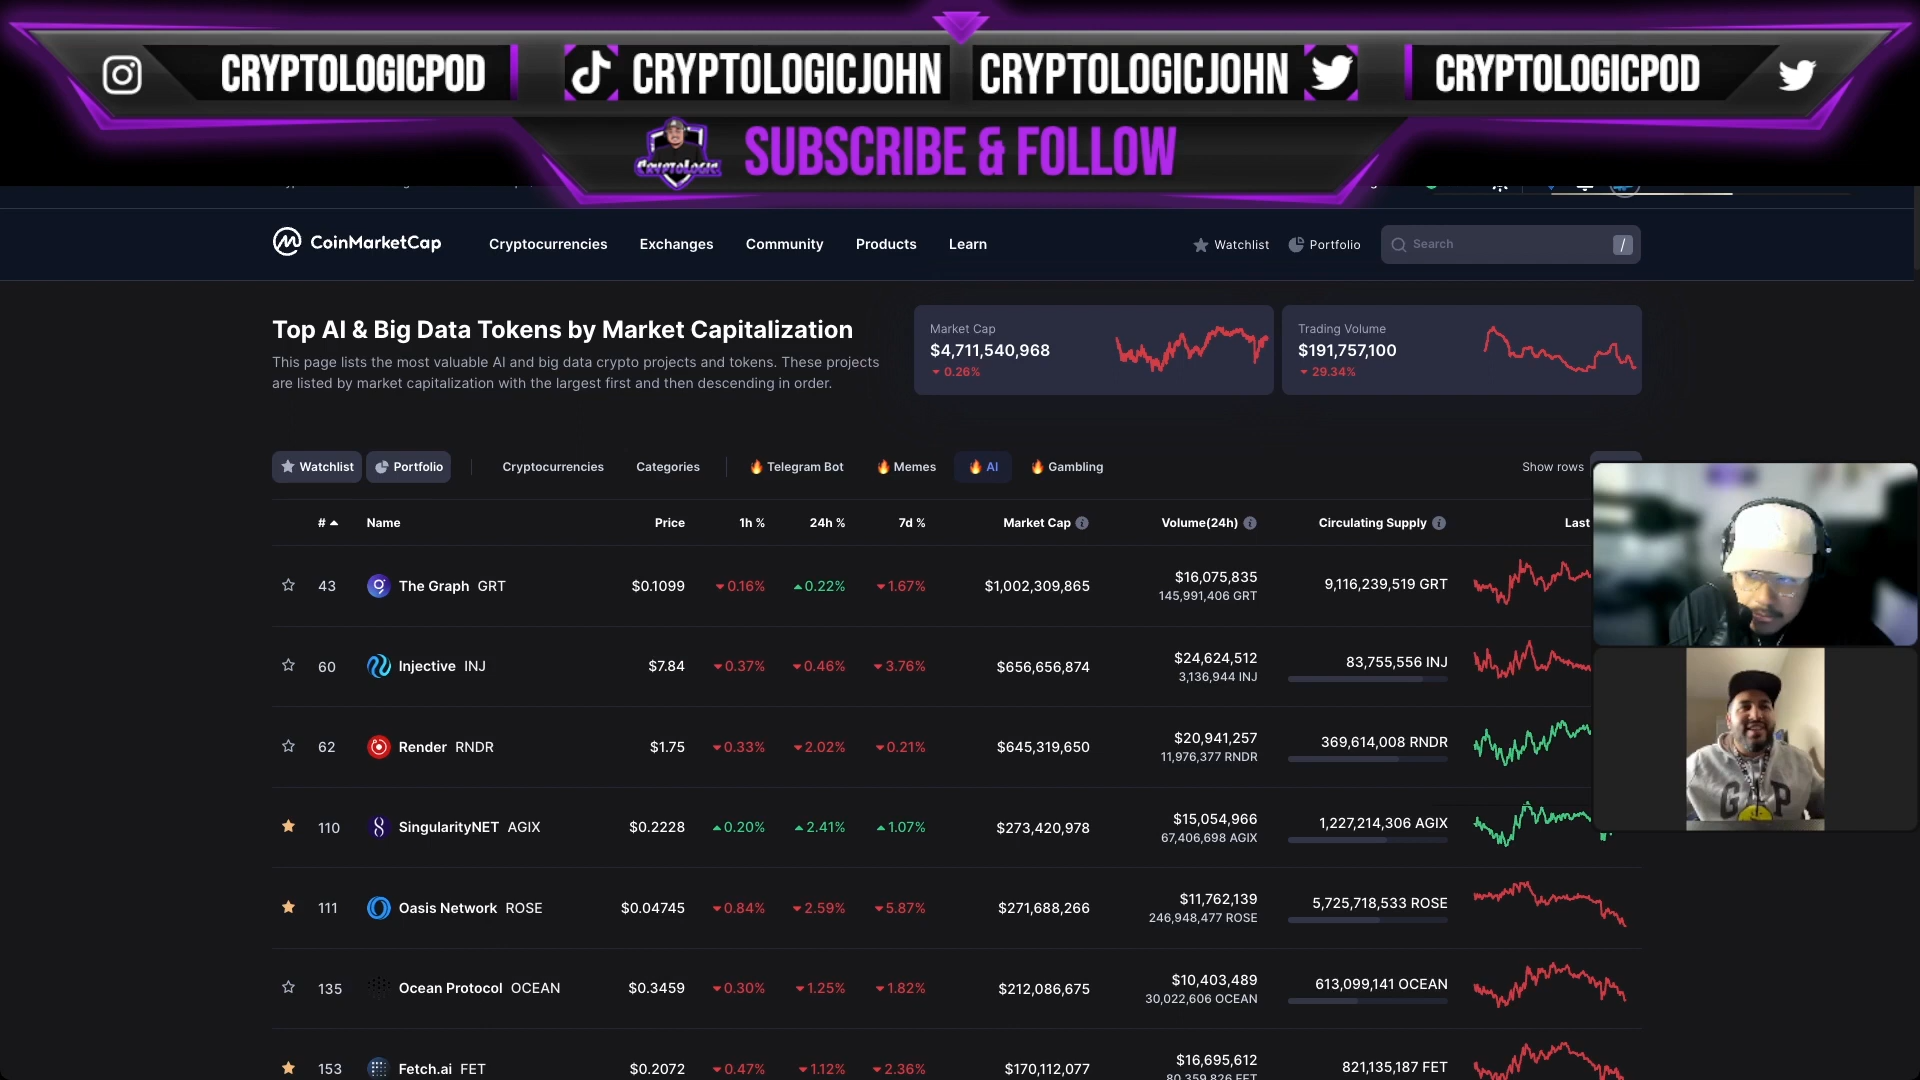 CRYPTOLOGICPOD
CRYPTOLOGICJOHN
CRYPTOLOGICJOHN
CRYPTOLOGICPOD
CRYPTOLOGIC
SUBSCRIBE & FOLLOW
CoinMarketCap
Cryptocurrencies
Exchanges
Community
Products
Learn
Watchlist
Portfolio
Search
/
Top AI & Big Data Tokens by Market Capitalization
This page lists the most valuable AI and big data crypto projects and tokens. These projects
are listed by market capitalization with the largest first and then descending in order.
Market Cap
$4,711,540,968
0.26%
Trading Volume
$191,757,100
29.34%
Watchlist
Portfolio
Cryptocurrencies
Categories
Telegram Bot
Memes
AI
Gambling
Show rows
# Name Price 1h % 24h % 7d % Market Cap Volume(24h) Circulating Supply Last
43 The Graph GRT $0.1099 0.16% 0.22% 1.67% $1,002,309,865 $16,075,835 9,116,239,519 GRT
145,991,406 GRT
60 Injective INJ $7.84 0.37% 0.46% 3.76% $656,656,874 $24,624,512 83,755,556 INJ
3,136,944 INJ
62 Render RNDR $1.75 0.33% 2.02% 0.21% $645,319,650 $20,941,257 369,614,008 RNDR
11,976,377 RNDR
110 SingularityNET AGIX $0.2228 0.20% 2.41% 1.07% $273,420,978 $15,054,966 1,227,214,306 AGIX
67,406,698 AGIX
111 Oasis Network ROSE $0.04745 0.84% 2.59% 5.87% $271,688,266 $11,762,139 5,725,718,533 ROSE
246,948,477 ROSE
135 Ocean Protocol OCEAN $0.3459 0.30% 1.25% 1.82% $212,086,675 $10,403,489 613,099,141 OCEAN
30,022,606 OCEAN
153 Fetch.ai FET $0.2072 0.47% 1.12% 2.36% $170,112,077 $16,695,612 821,135,187 FET
80,359,826 FET
GAP